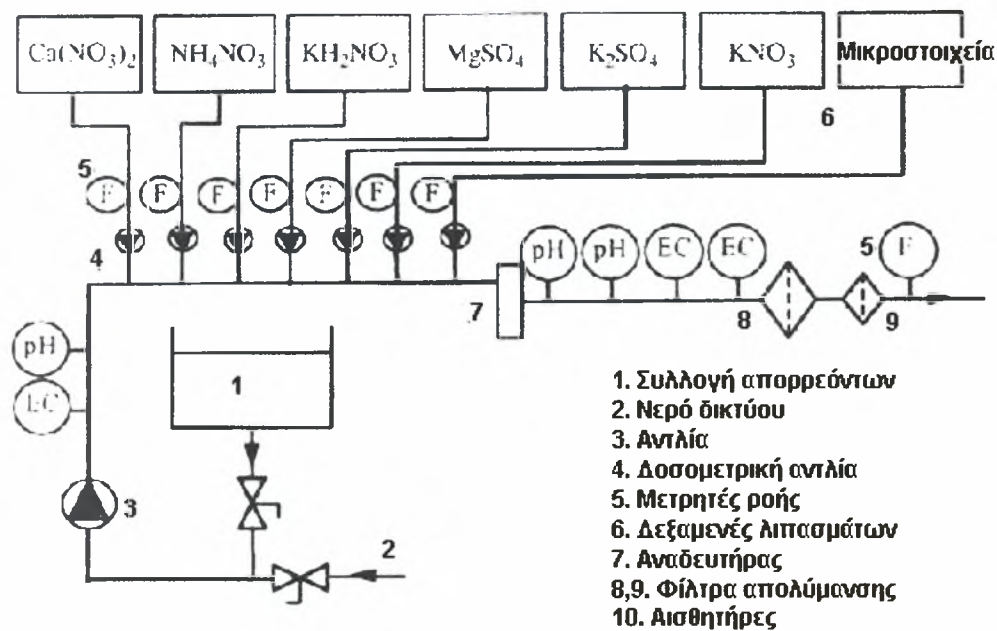 Ca(NO3)2 NH4NO3 KH2NO3 MgSO4 K2SO4 KNO3 Μικροστοιχεία
6
5 F F F F F F F
4
pH pH EC EC 5 F
7 8 9
pH
EC
1
3
2
1. Συλλογή απορρεόντων
2. Νερό δικτύου
3. Αντλία
4. Δοσομετρική αντλία
5. Μετρητές ροής
6. Δεξαμενές λιπασμάτων
7. Αναδευτήρας
8,9. Φίλτρα απολύμανσης
10. Αισθητήρες